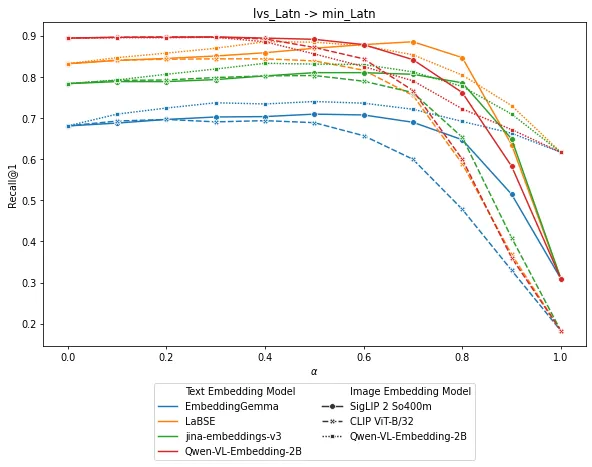 lvs_Latn -> min_Latn
Recall@1
0.9
0.8
0.7
0.6
0.5
0.4
0.3
0.2
0.0
0.2
0.4
0.6
0.8
1.0
α
Text Embedding Model
EmbeddingGemma
LaBSE
jina-embeddings-v3
Qwen-VL-Embedding-2B
Image Embedding Model
SigLIP 2 So400m
CLIP ViT-B/32
Qwen-VL-Embedding-2B